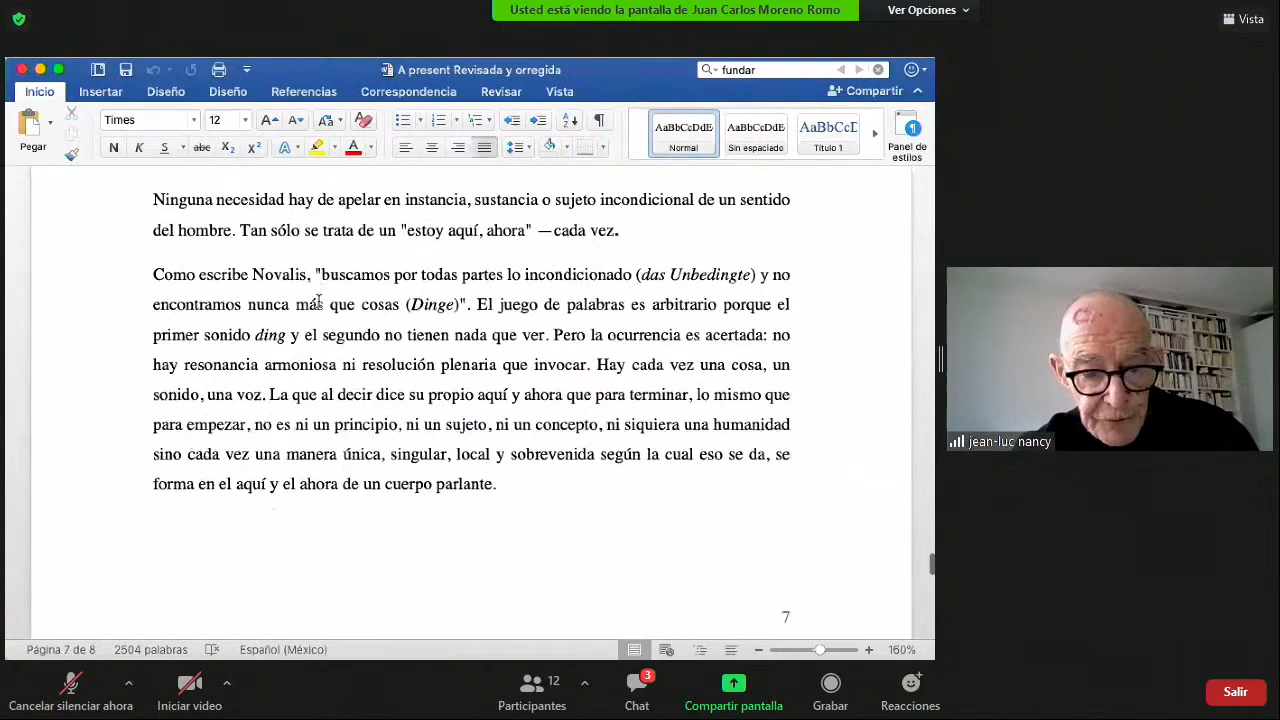 Usted está viendo la pantalla de Juan Carlos Moreno Romo
Ver Opciones
Vista
A present Revisada y orregida
fundar
Inicio Insertar Diseño Diseño Referencias Correspondencia Revisar Vista
Compartir
Pegar
Times 12
N K S abc X₂ X²
AaBbCcDdE AaBbCcDdE AaBbCcD
Normal Sin espaciado Título 1
Panel de estilos
Ninguna necesidad hay de apelar en instancia, sustancia o sujeto incondicional de un sentido
del hombre. Tan sólo se trata de un "estoy aquí, ahora" —cada vez.
Como escribe Novalis, "buscamos por todas partes lo incondicionado (das Unbedingte) y no
encontramos nunca más que cosas (Dinge)". El juego de palabras es arbitrario porque el
primer sonido ding y el segundo no tienen nada que ver. Pero la ocurrencia es acertada: no
hay resonancia armoniosa ni resolución plenaria que invocar. Hay cada vez una cosa, un
sonido, una voz. La que al decir dice su propio aquí y ahora que para terminar, lo mismo que
para empezar, no es ni un principio, ni un sujeto, ni un concepto, ni siquiera una humanidad
sino cada vez una manera única, singular, local y sobrevenida según la cual eso se da, se
forma en el aquí y el ahora de un cuerpo parlante.
7
jean-luc nancy
Página 7 de 8 2504 palabras Español (México) 160%
Cancelar silenciar ahora
Iniciar video
12
Participantes
3
Chat
Compartir pantalla
Grabar
Reacciones
Salir